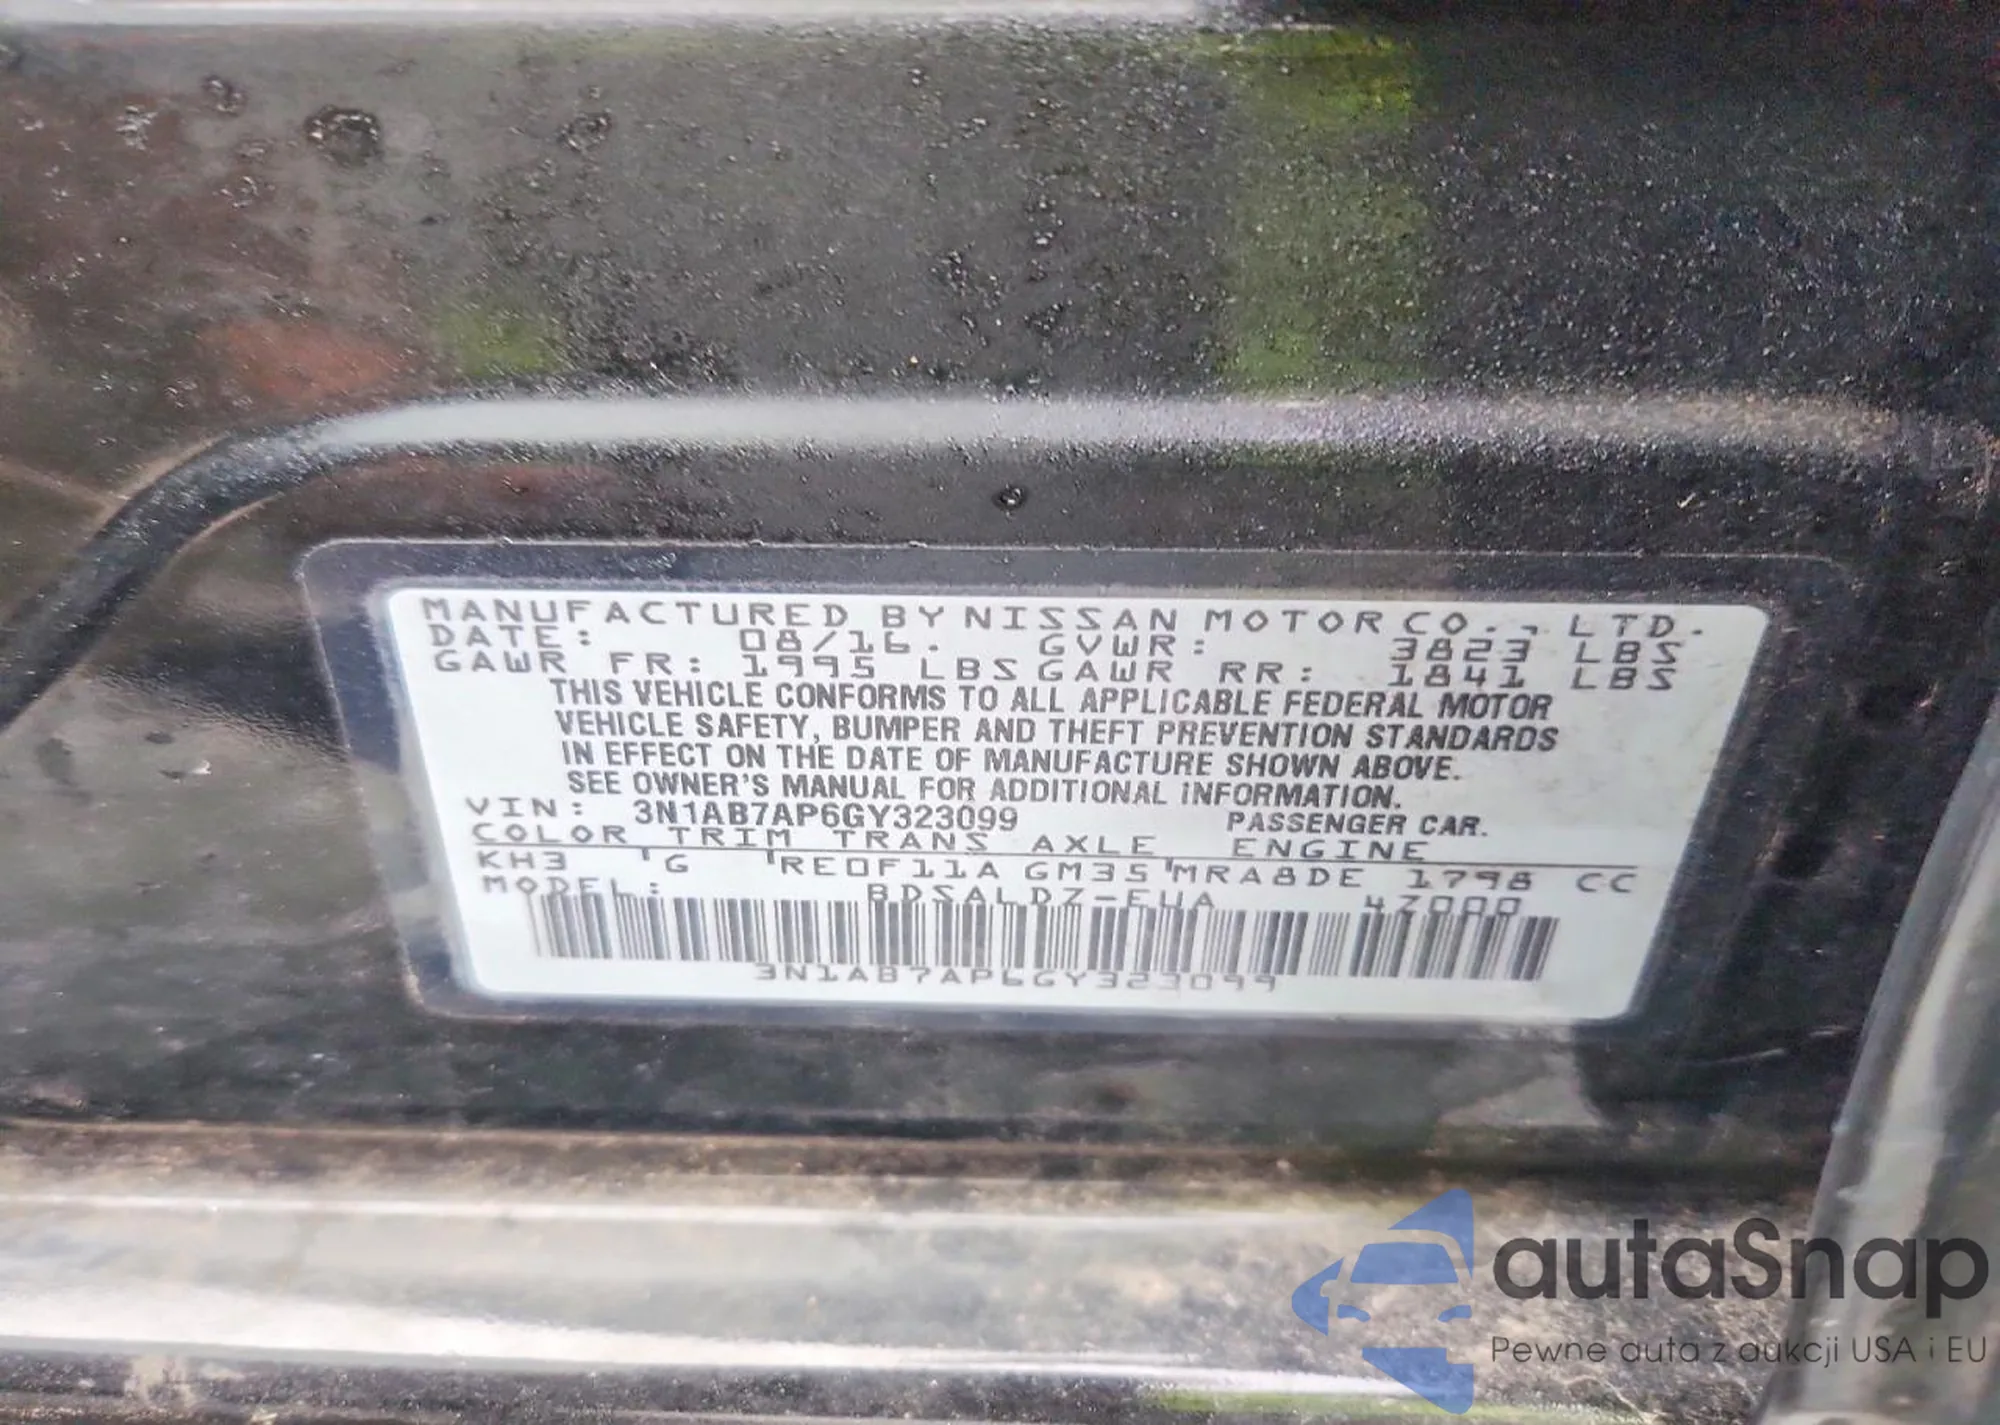 MANUFACTURED BY NISSAN MOTOR CO., LTD.
DATE: 08/16. GVWR: 3823 LBS
GAWR FR: 1995 LBS GAWR RR: 1841 LBS
THIS VEHICLE CONFORMS TO ALL APPLICABLE FEDERAL MOTOR
VEHICLE SAFETY, BUMPER AND THEFT PREVENTION STANDARDS
IN EFFECT ON THE DATE OF MANUFACTURE SHOWN ABOVE.
SEE OWNER'S MANUAL FOR ADDITIONAL INFORMATION.
VIN: 3N1AB7AP6GY323099 PASSENGER CAR.
COLOR TRIM TRANS AXLE ENGINE
KH3 G RE0F11A GM35 MRA8DE 1798 CC
MODEL: BDSALDZ-EUA 47000
3N1AB7AP6GY323099
autaSnap
Pewne auta z aukcji USA i EU